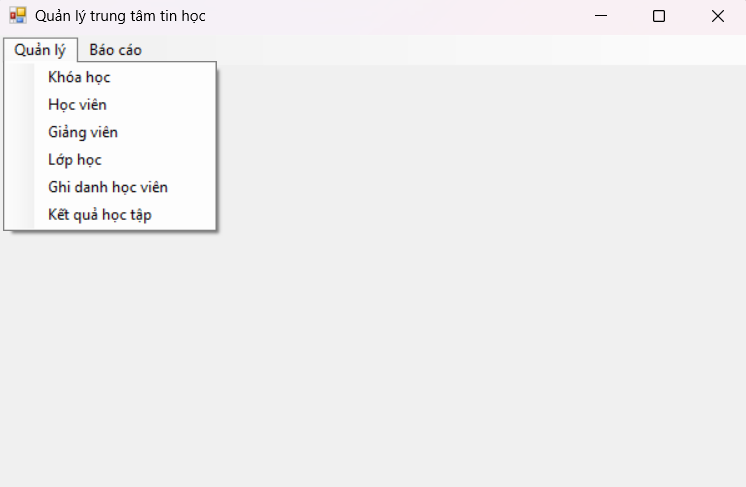 Quản lý trung tâm tin học
Quản lý Báo cáo
Khóa học
Học viên
Giảng viên
Lớp học
Ghi danh học viên
Kết quả học tập